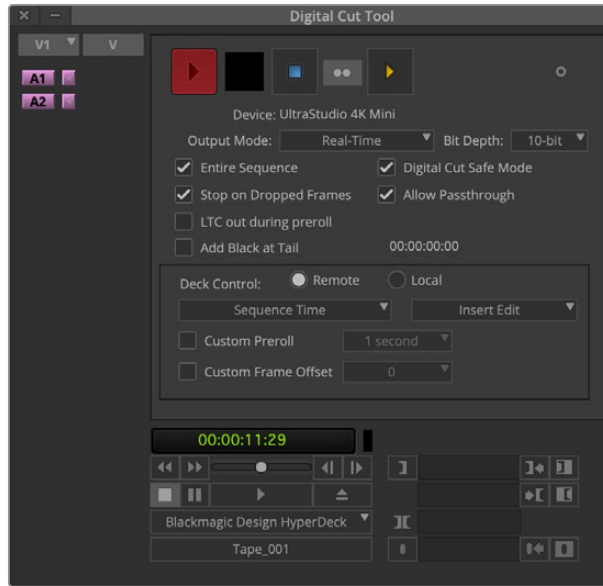 Digital Cut Tool
V1 V
A1
A2
Device: UltraStudio 4K Mini
Output Mode: Real-Time Bit Depth: 10-bit
Entire Sequence Digital Cut Safe Mode
Stop on Dropped Frames Allow Passthrough
LTC out during preroll
Add Black at Tail 00:00:00:00
Deck Control: Remote Local
Sequence Time Insert Edit
Custom Preroll 1 second
Custom Frame Offset 0
00:00:11:29
Blackmagic Design HyperDeck
Tape_001